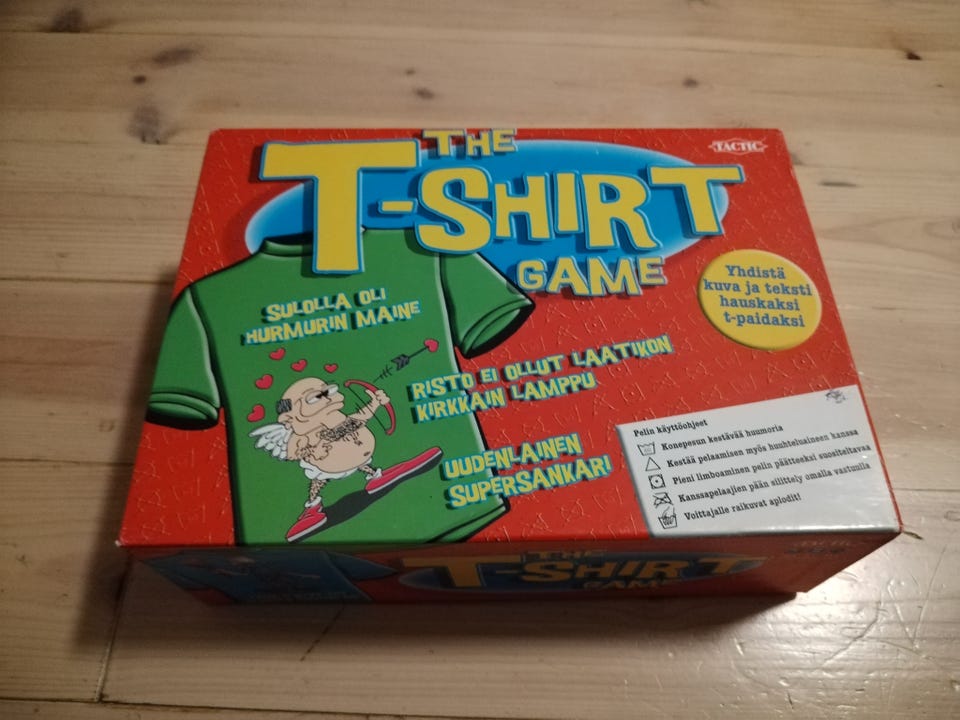 THE
T-SHIRT
GAME
TACTIC
Yhdistä
kuva ja teksti
hauskaksi
t-paidaksi
SULOLLA OLI
HURMURIN MAINE
RISTO EI OLLUT LAATIKON
KIRKKAIN LAMPPU
UUDENLAINEN
SUPERSANKARI
Pelin käyttöohjeet
Konepesun kestävää huumoria
Kestää pelaamisen myös huuhteluaineen kanssa
Pieni limboaminen pelin päätteeksi suositeltavaa
Kanssapelaajien pään silittely omalla vastuulla
Voittajalle raikuvat aplodit!
THE
T-SHIRT
GAME